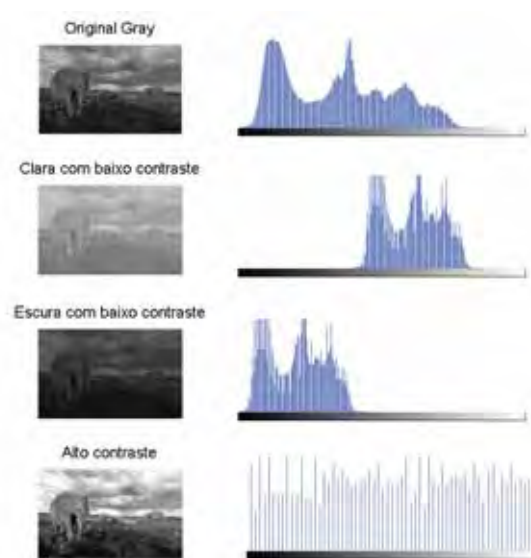 Original Gray
Clara com baixo contraste
Escura com baixo contraste
Alto contraste